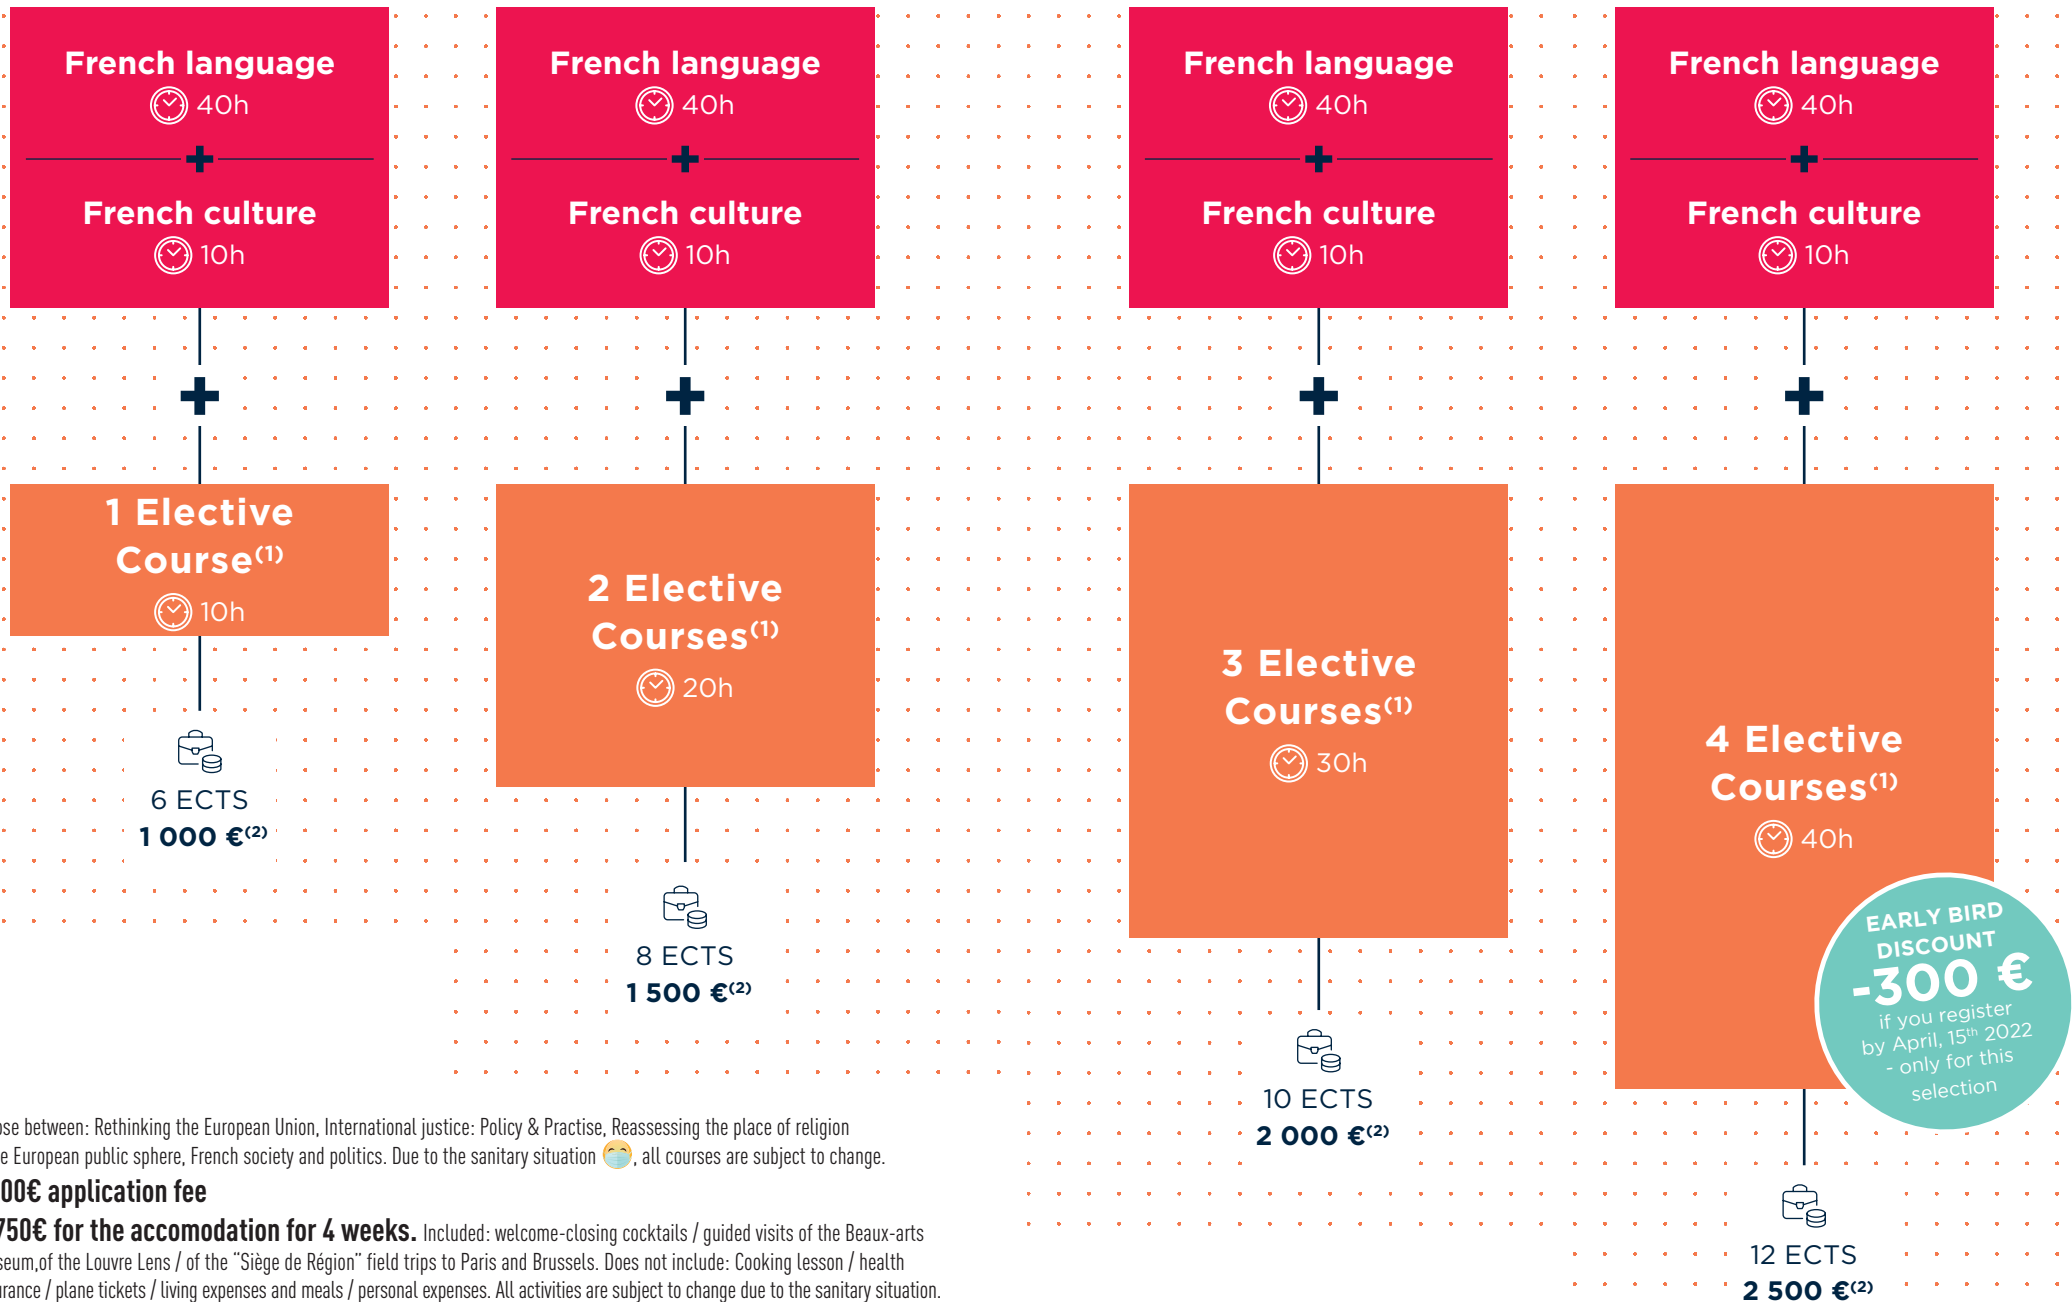 French language
40h
French culture
10h
1 Elective
Course(1)
10h
6 ECTS
1 000 €(2)
French language
40h
French culture
10h
2 Elective
Courses(1)
20h
8 ECTS
1 500 €(2)
French language
40h
French culture
10h
3 Elective
Courses(1)
30h
10 ECTS
2 000 €(2)
French language
40h
French culture
10h
4 Elective
Courses(1)
40h
EARLY BIRD
DISCOUNT
-300 €
if you register
by April, 15th 2022
- only for this
selection
12 ECTS
2 500 €(2)
between: Rethinking the European Union, International justice: Policy & Practise, Reassessing the place of religion
European public sphere, French society and politics. Due to the sanitary situation 😷, all courses are subject to change.
00€ application fee
750€ for the accomodation for 4 weeks. Included: welcome-closing cocktails / guided visits of the Beaux-arts
seum,of the Louvre Lens / of the "Siège de Région" field trips to Paris and Brussels. Does not include: Cooking lesson / health
urance / plane tickets / living expenses and meals / personal expenses. All activities are subject to change due to the sanitary situation.